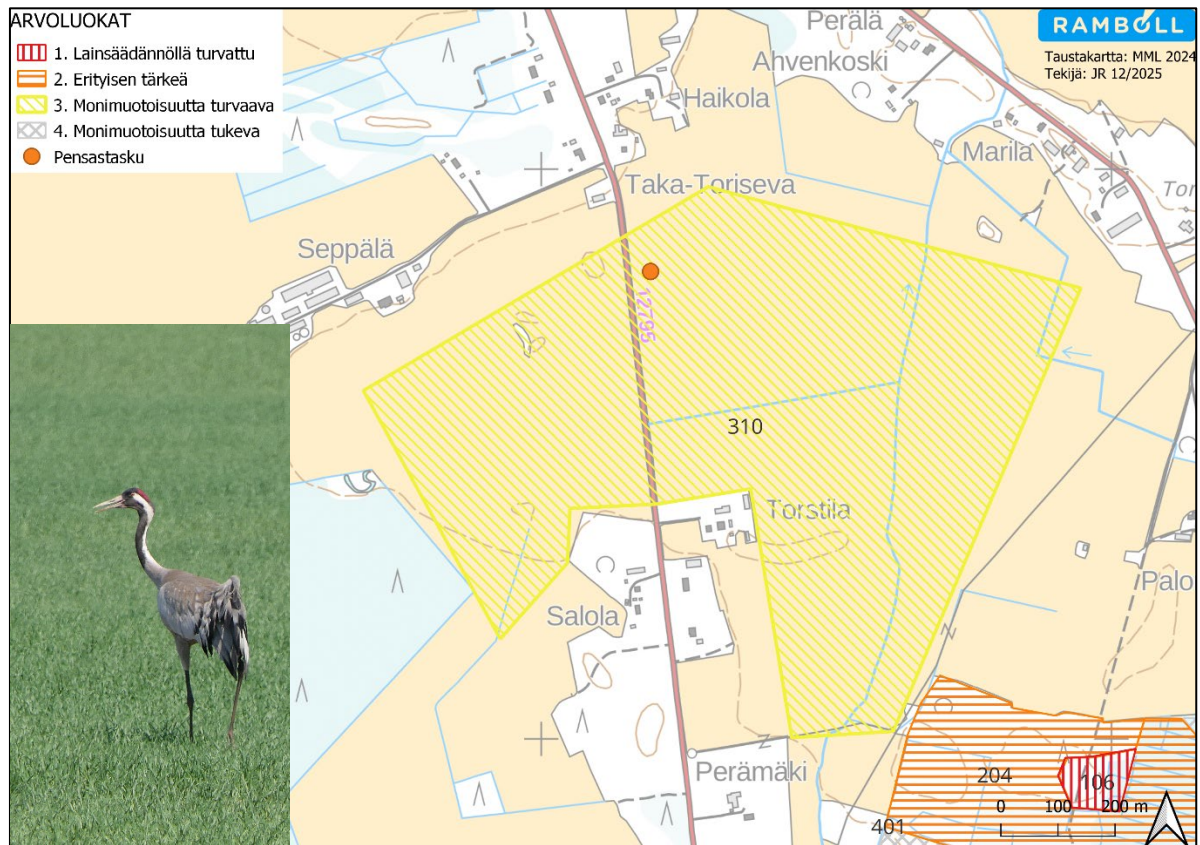 ARVOLUOKAT
1. Lainsäädännöllä turvattu
2. Erityisen tärkeä
3. Monimuotoisuutta turvaava
4. Monimuotoisuutta tukeva
Pensastasku
RAMBOLL
Taustakartta: MML 2024
Tekijä: JR 12/2025
Perälä
Ahvenkoski
Haikola
Marila
Taka-Toriseva
Tor
Seppälä
12795
310
Torstila
Palo
Salola
Perämäki
204
106
0 100 200 m
401